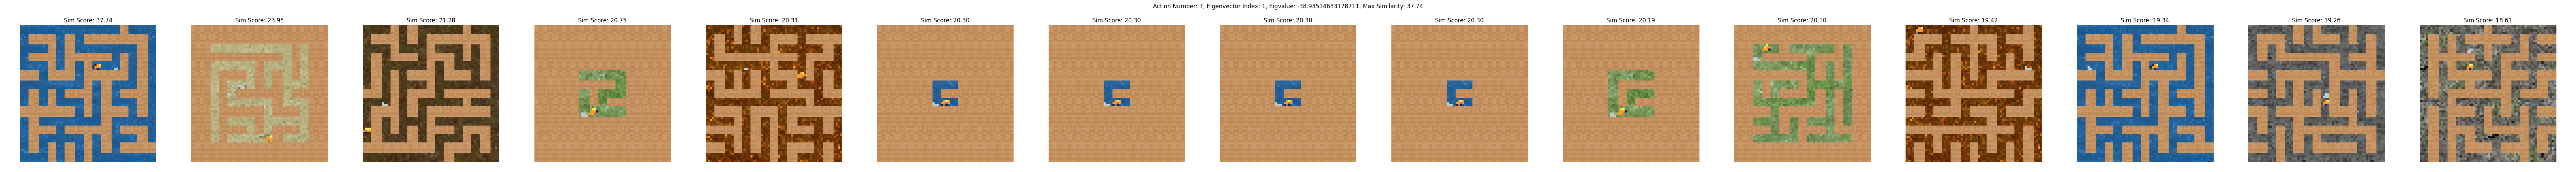 Action Number: 7, Eigenvector Index: 1, Eigvalue: -38.93514633178711, Max Similarity: 37.74
Sim Score: 37.74
Sim Score: 23.95
Sim Score: 21.28
Sim Score: 20.75
Sim Score: 20.31
Sim Score: 20.30
Sim Score: 20.30
Sim Score: 20.30
Sim Score: 20.30
Sim Score: 20.19
Sim Score: 20.10
Sim Score: 19.42
Sim Score: 19.34
Sim Score: 19.26
Sim Score: 18.61